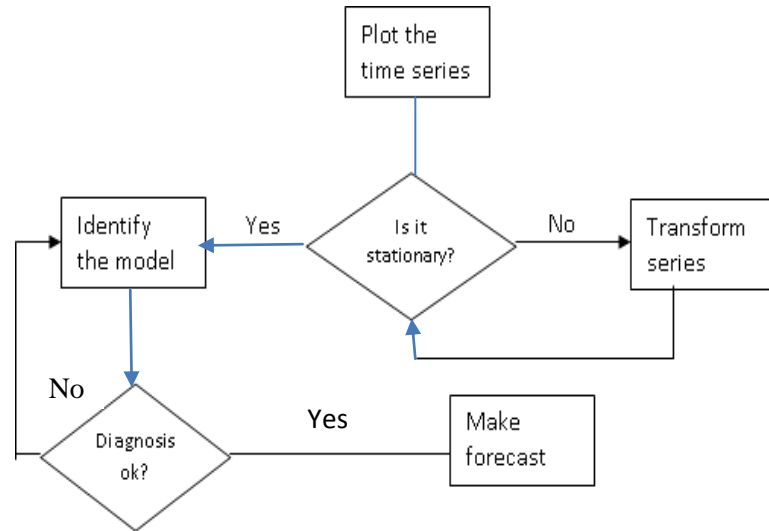 Plot the
time series
Is it
stationary?
Yes
No
Identify
the model
Transform
series
No
Diagnosis
ok?
Yes
Make
forecast